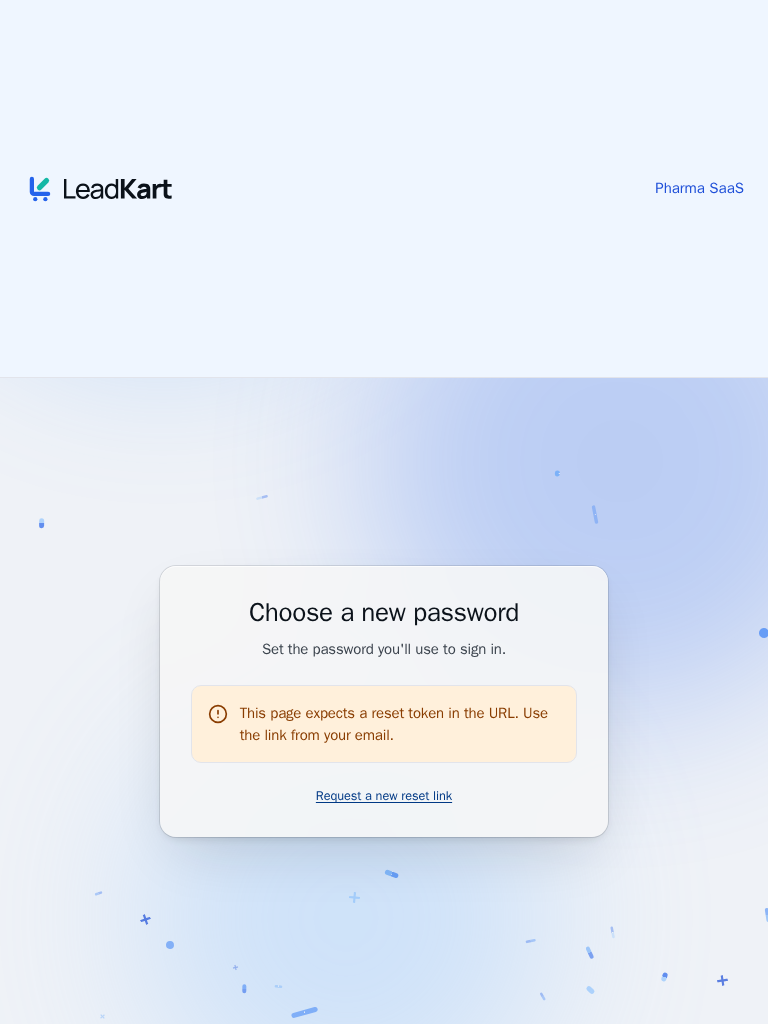 LeadKart
Pharma SaaS
Choose a new password
Set the password you'll use to sign in.
This page expects a reset token in the URL. Use
the link from your email.
Request a new reset link